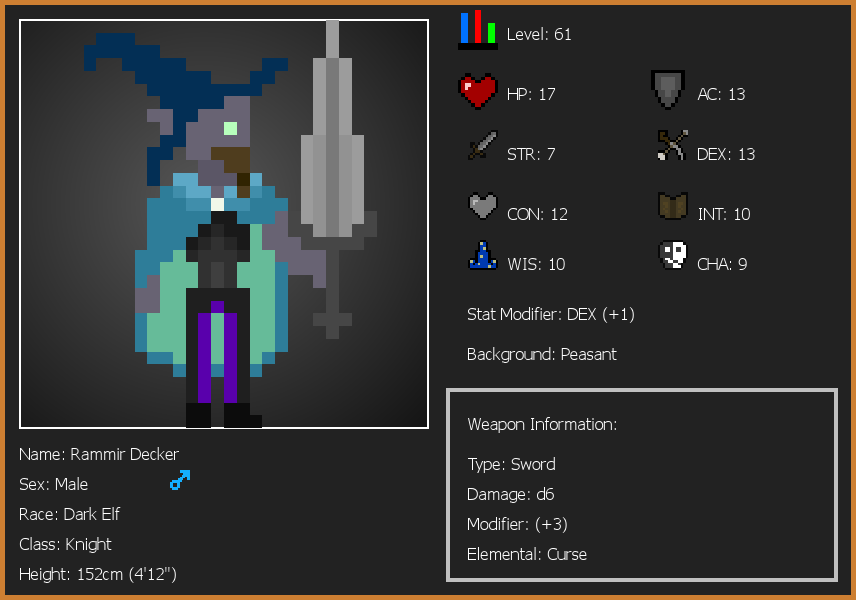 Level: 61
HP: 17
AC: 13
STR: 7
DEX: 13
CON: 12
INT: 10
WIS: 10
CHA: 9
Stat Modifier: DEX (+1)
Background: Peasant
Weapon Information:
Type: Sword
Damage: d6
Modifier: (+3)
Elemental: Curse
Name: Rammir Decker
Sex: Male
Race: Dark Elf
Class: Knight
Height: 152cm (4'12")